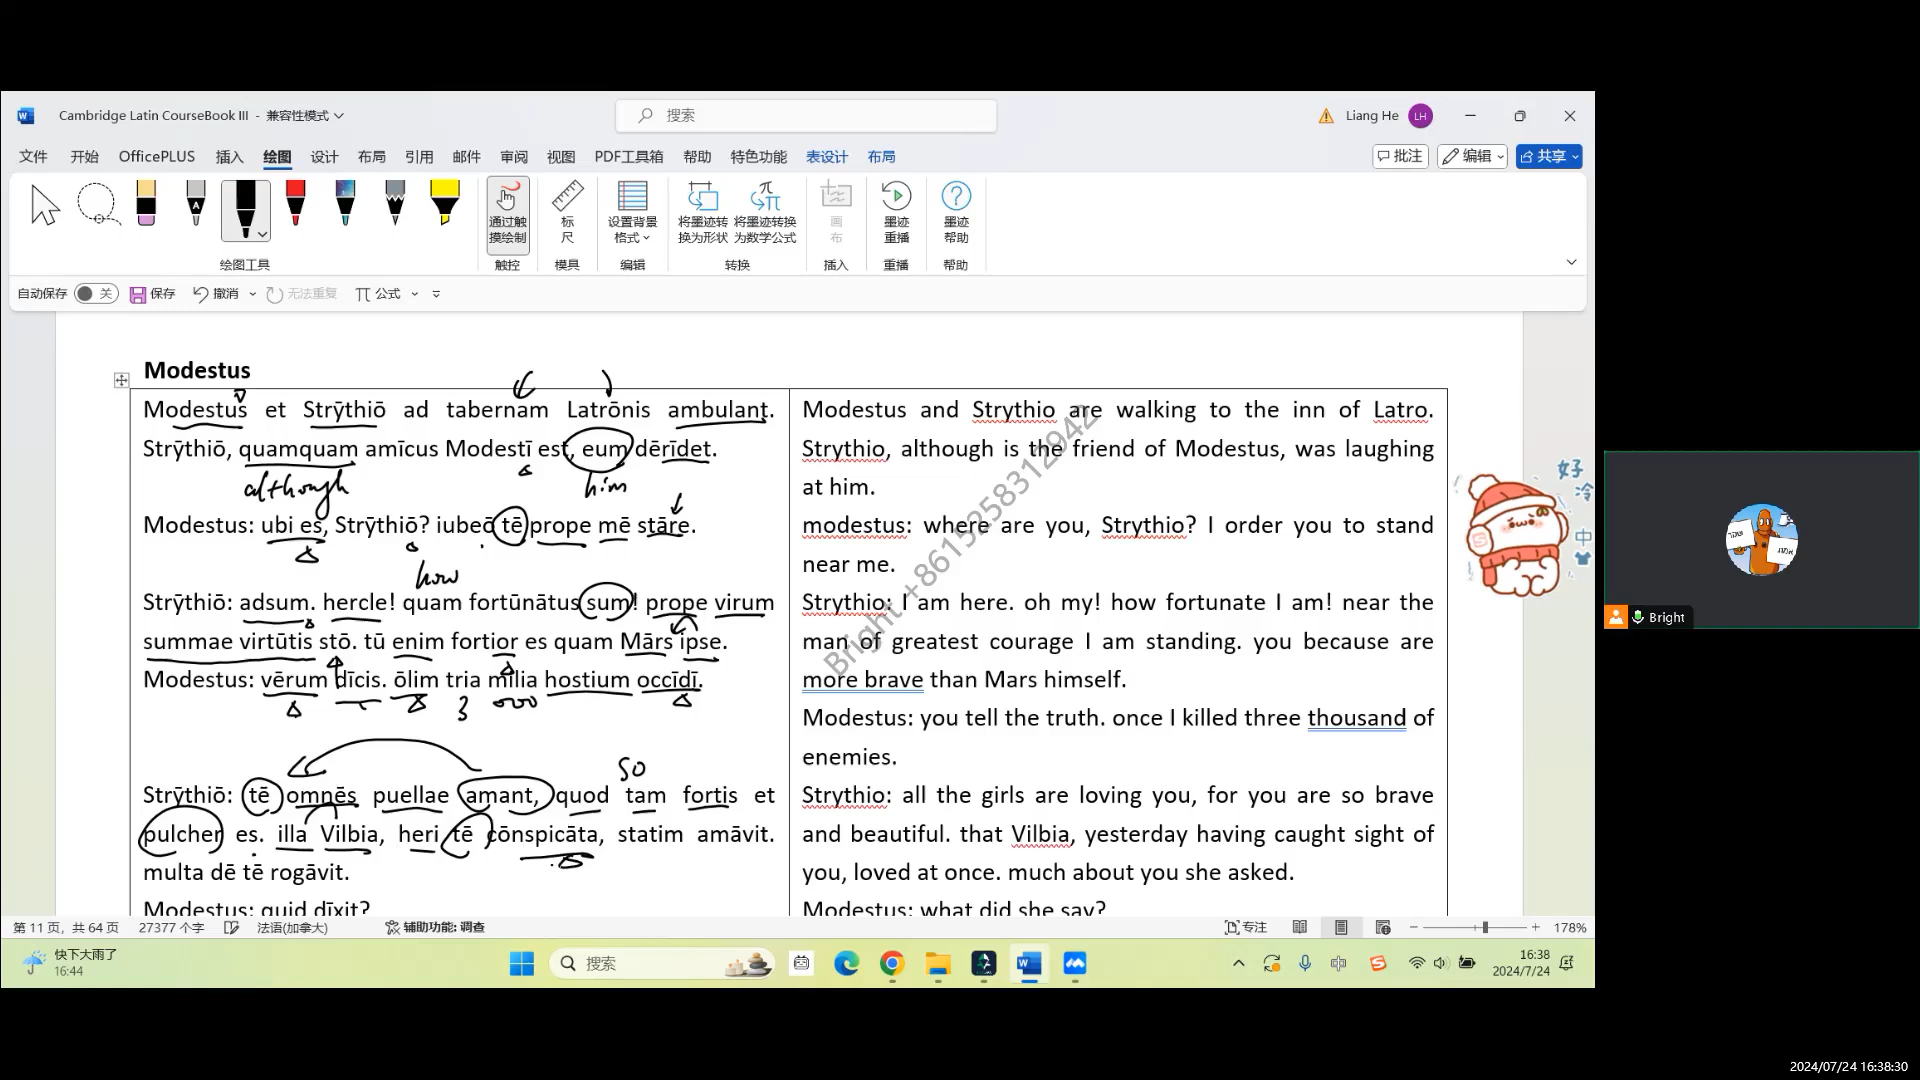 Cambridge Latin CourseBook III - 兼容性模式
搜索
Liang He
LH
文件 开始 OfficePLUS 插入 绘图 设计 布局 引用 邮件 审阅 视图 PDF工具箱 帮助 特色功能 表设计 布局
批注 编辑 共享
通过触摸绘制
标尺
设置背景格式
将墨迹转换为形状
将墨迹转换为数学公式
画布
墨迹重播
墨迹帮助
绘图工具 触控 模具 编辑 转换 插入 重播 帮助
自动保存 关 保存 撤消 无法重复 公式
Modestus
Modestus et Strȳthiō ad tabernam Latrōnis ambulant.
Strȳthiō, quamquam amīcus Modestī est, eum dērīdet.
although him
Modestus: ubi es, Strȳthiō? iubeō tē prope mē stāre.
how
Strȳthiō: adsum. hercle! quam fortūnātus sum! prope virum
summae virtūtis stō. tū enim fortior es quam Mārs ipse.
Modestus: vērum dīcis. ōlim tria mīlia hostium occīdī.
3 000
so
Strȳthiō: tē omnēs puellae amant, quod tam fortis et
pulcher es. illa Vilbia, heri tē cōnspicāta, statim amāvit.
multa dē tē rogāvit.
Modestus: quid dīxit?
Modestus and Strythio are walking to the inn of Latro.
Strythio, although is the friend of Modestus, was laughing
at him.
modestus: where are you, Strythio? I order you to stand
near me.
Strythio: I am here. oh my! how fortunate I am! near the
man of greatest courage I am standing. you because are
more brave than Mars himself.
Modestus: you tell the truth. once I killed three thousand of
enemies.
Strythio: all the girls are loving you, for you are so brave
and beautiful. that Vilbia, yesterday having caught sight of
you, loved at once. much about you she asked.
Modestus: what did she say?
Bright +8615258312942
好冷
中
Bright
第 11 页，共 64 页 27377 个字 法语(加拿大) 辅助功能: 调查 专注 178%
快下大雨了
16:44
搜索
中
16:38
2024/7/24
2024/07/24 16:38:30